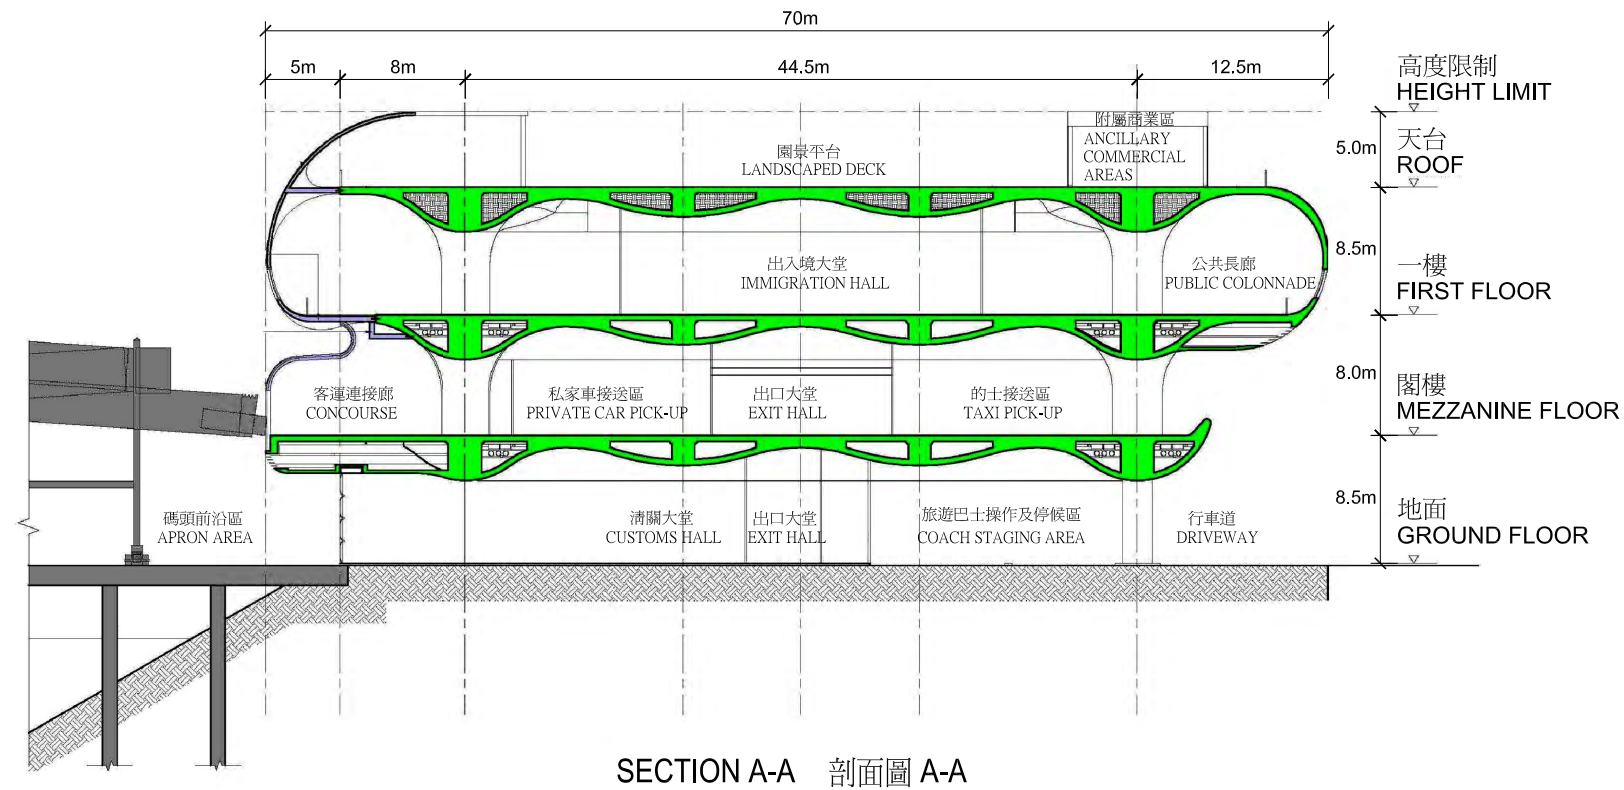 70m
5m
8m
44.5m
12.5m
高度限制
HEIGHT LIMIT
5.0m
天台
ROOF
附屬商業區
ANCILLARY
COMMERCIAL
AREAS
園景平台
LANDSCAPED DECK
8.5m
一樓
FIRST FLOOR
出入境大堂
IMMIGRATION HALL
公共長廊
PUBLIC COLONNADE
8.0m
閣樓
MEZZANINE FLOOR
客運連接廊
CONCOURSE
私家車接送區
PRIVATE CAR PICK-UP
出口大堂
EXIT HALL
的士接送區
TAXI PICK-UP
8.5m
地面
GROUND FLOOR
碼頭前沿區
APRON AREA
清關大堂
CUSTOMS HALL
出口大堂
EXIT HALL
旅遊巴士操作及停候區
COACH STAGING AREA
行車道
DRIVEWAY
SECTION A-A 剖面圖 A-A